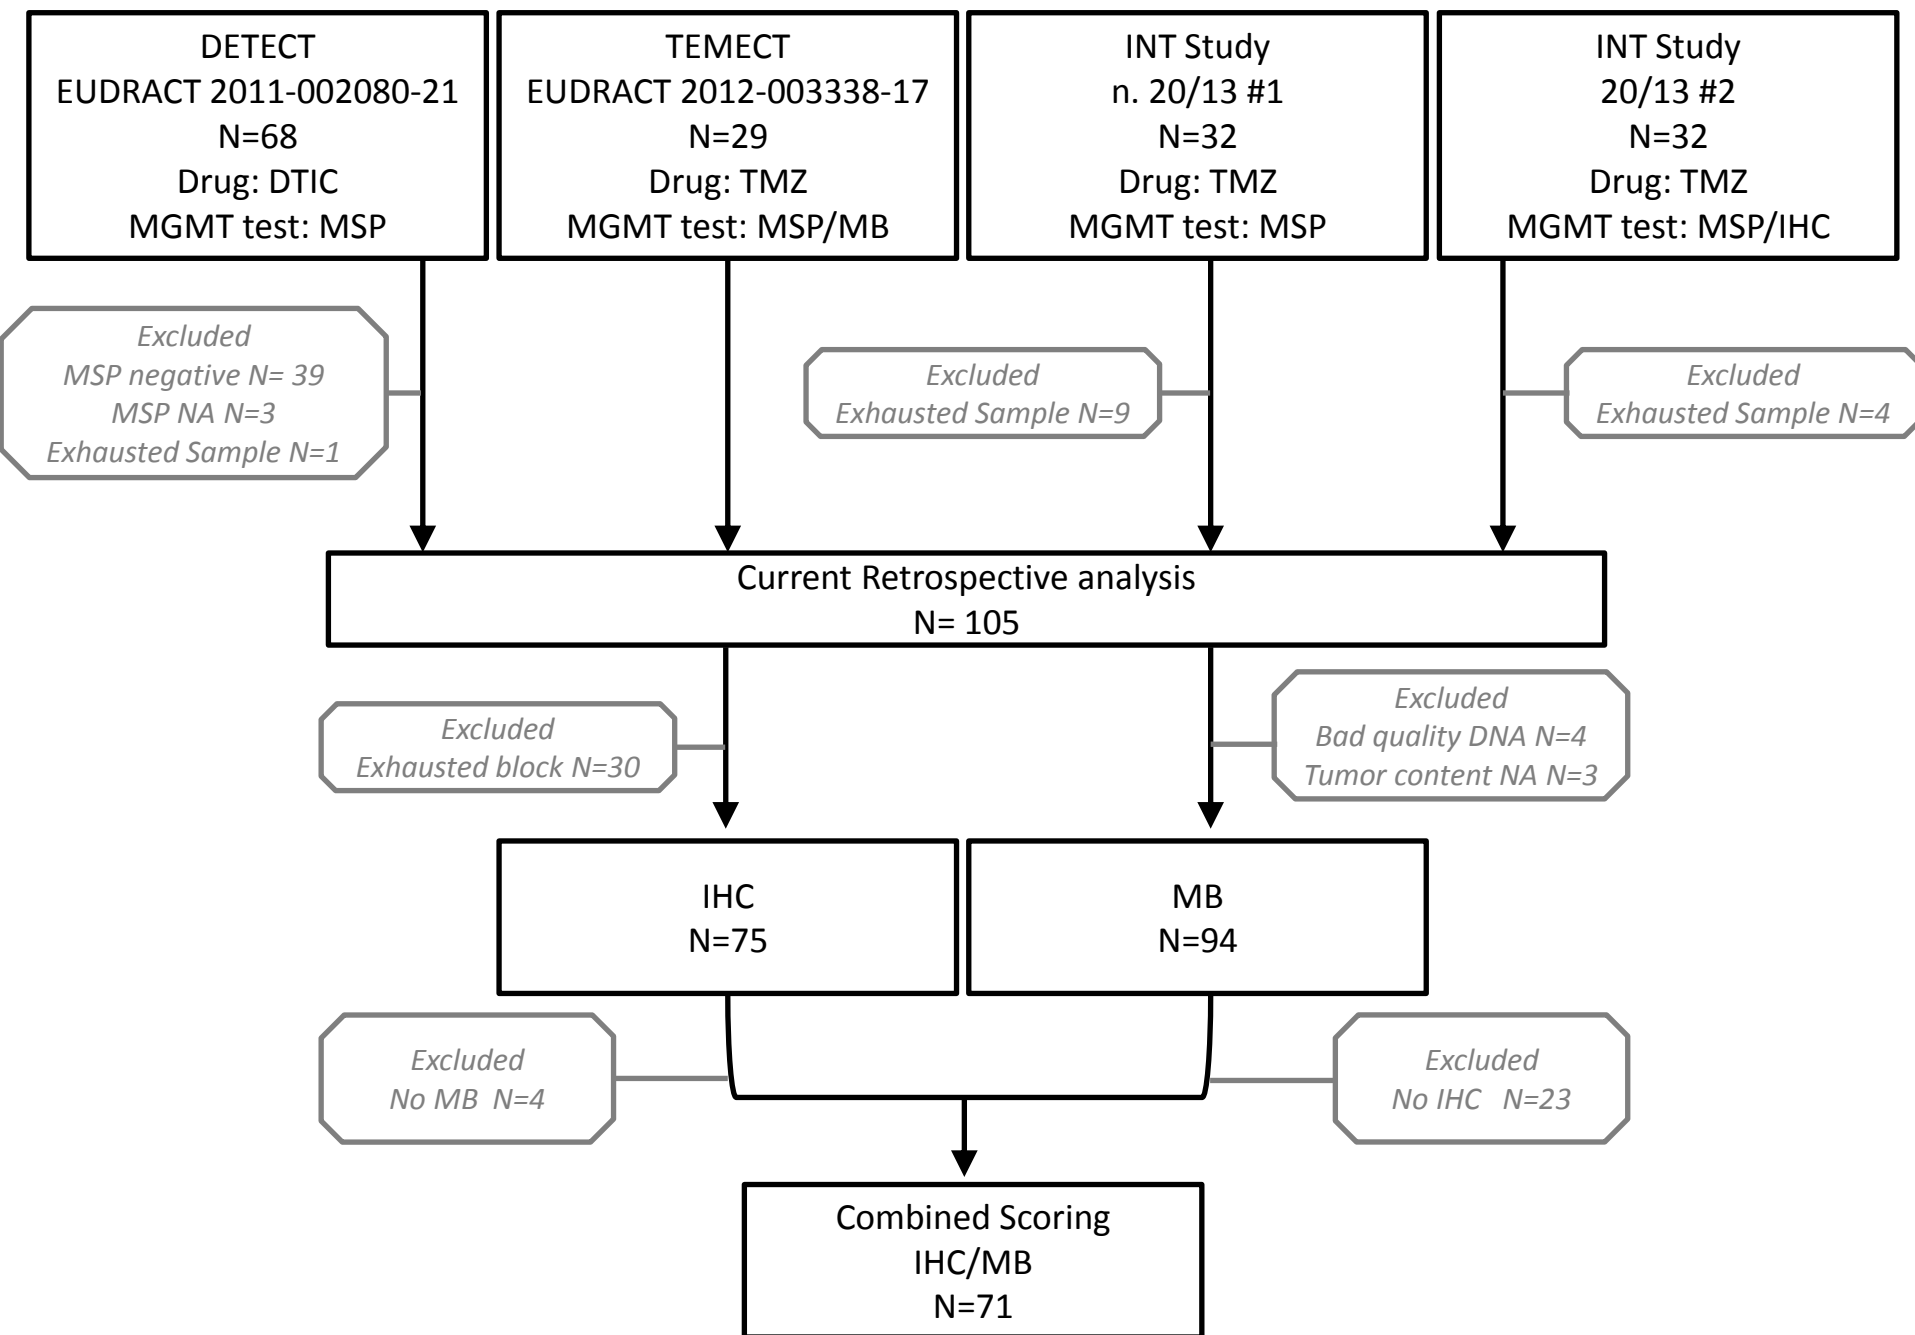 DETECT
EUDRACT 2011-002080-21
N=68
Drug: DTIC
MGMT test: MSP
TEMECT
EUDRACT 2012-003338-17
N=29
Drug: TMZ
MGMT test: MSP/MB
INT Study
n. 20/13 #1
N=32
Drug: TMZ
MGMT test: MSP
INT Study
20/13 #2
N=32
Drug: TMZ
MGMT test: MSP/IHC
Excluded
MSP negative N= 39
MSP NA N=3
Exhausted Sample N=1
Excluded
Exhausted Sample N=9
Excluded
Exhausted Sample N=4
Current Retrospective analysis
N= 105
Excluded
Exhausted block N=30
Excluded
Bad quality DNA N=4
Tumor content NA N=3
IHC
N=75
MB
N=94
Excluded
No MB N=4
Excluded
No IHC N=23
Combined Scoring
IHC/MB
N=71